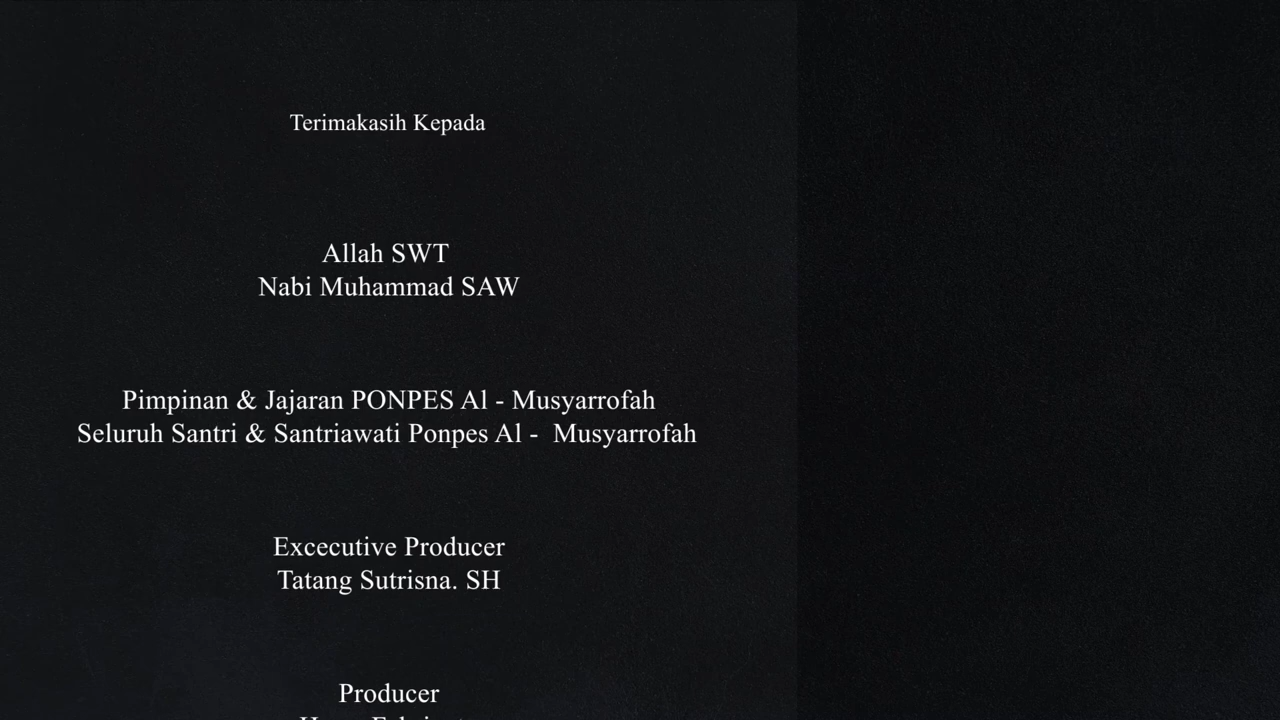 Terimakasih Kepada
Allah SWT
Nabi Muhammad SAW
Pimpinan & Jajaran PONPES Al - Musyarrofah
Seluruh Santri & Santriawati Ponpes Al -  Musyarrofah
Excecutive Producer
Tatang Sutrisna. SH
Producer